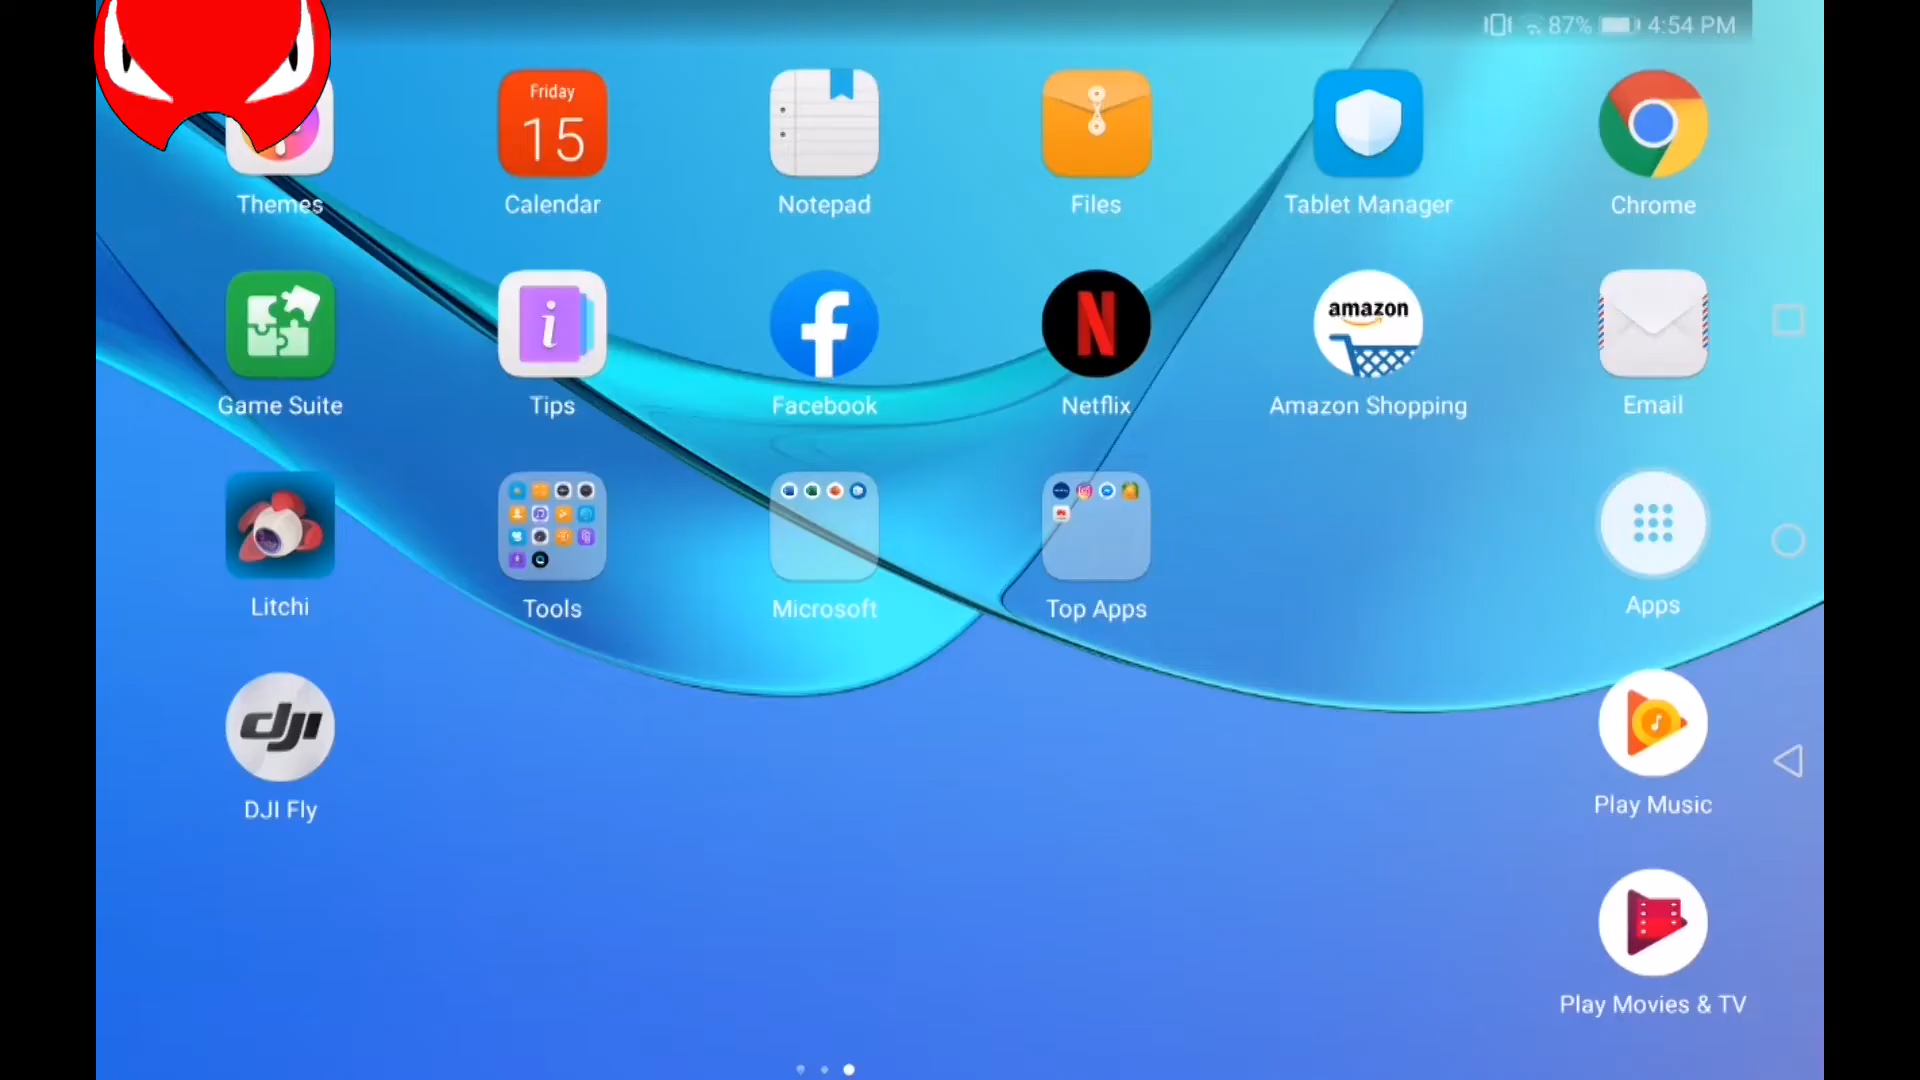 87% 4:54 PM
Friday
15
Themes
Calendar
Notepad
Files
Tablet Manager
Chrome
i
f
N
amazon
Game Suite
Tips
Facebook
Netflix
Amazon Shopping
Email
Litchi
Tools
Microsoft
Top Apps
Apps
dji
DJI Fly
Play Music
Play Movies & TV